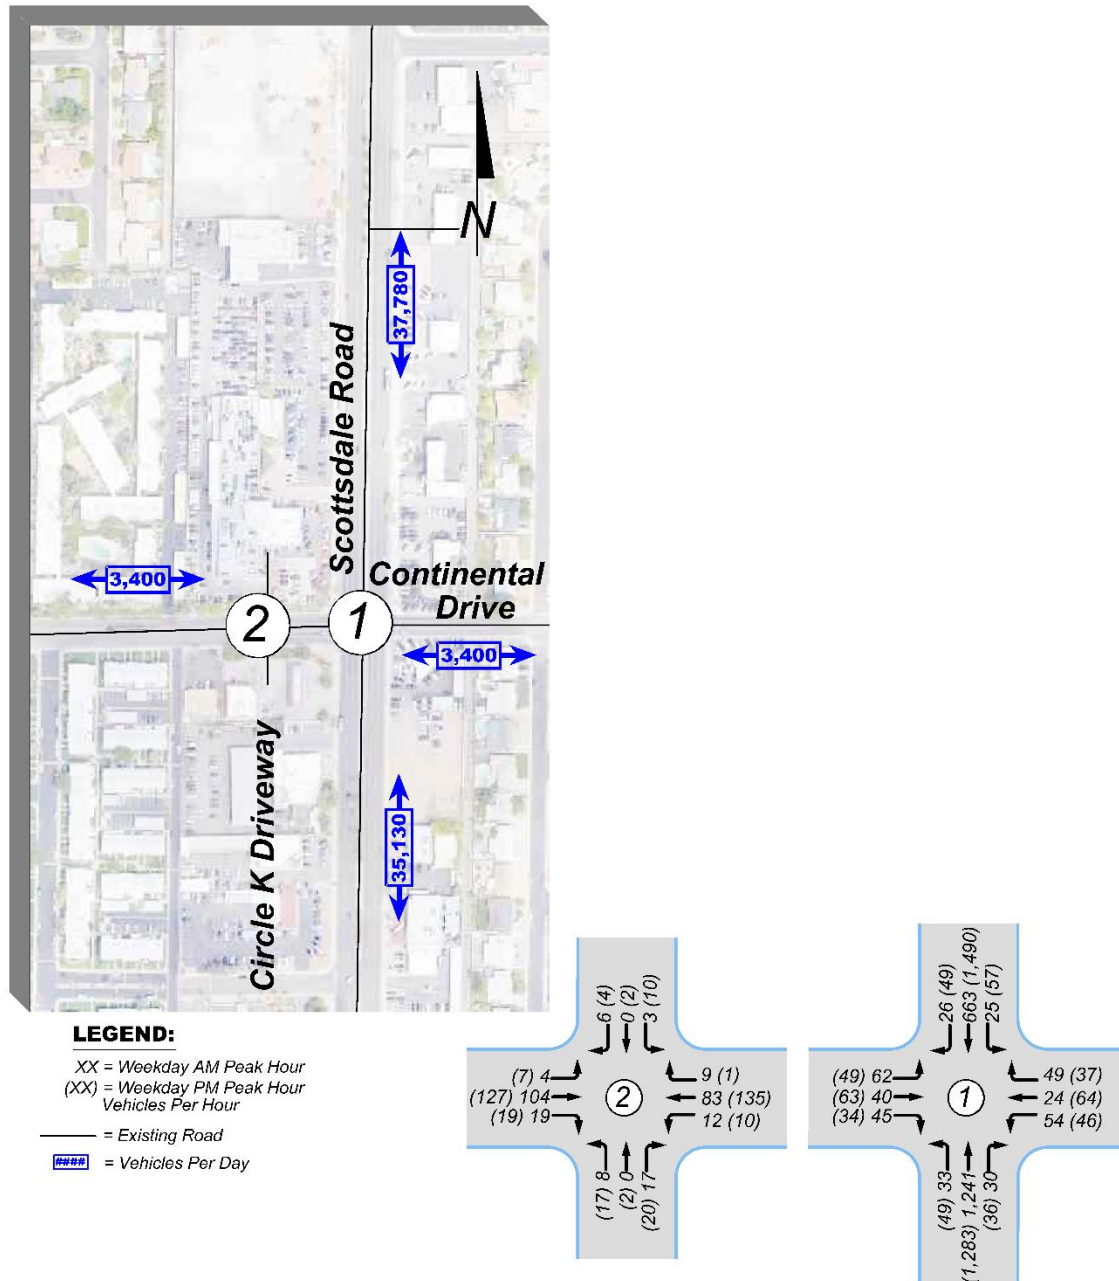 N
37,780
Scottsdale Road
Continental
Drive
3,400
2
1
3,400
Circle K Driveway
35,130
LEGEND:
XX = Weekday AM Peak Hour
(XX) = Weekday PM Peak Hour
Vehicles Per Hour
= Existing Road
#### = Vehicles Per Day
6 (4)
0 (2)
3 (10)
(7) 4
(127) 104
(19) 19
2
9 (1)
83 (135)
12 (10)
(17) 8
(2) 0
(20) 17
26 (49)
663 (1,490)
25 (57)
(49) 62
(63) 40
(34) 45
1
49 (37)
24 (64)
54 (46)
(49) 33
(1,283) 1,241
(36) 30